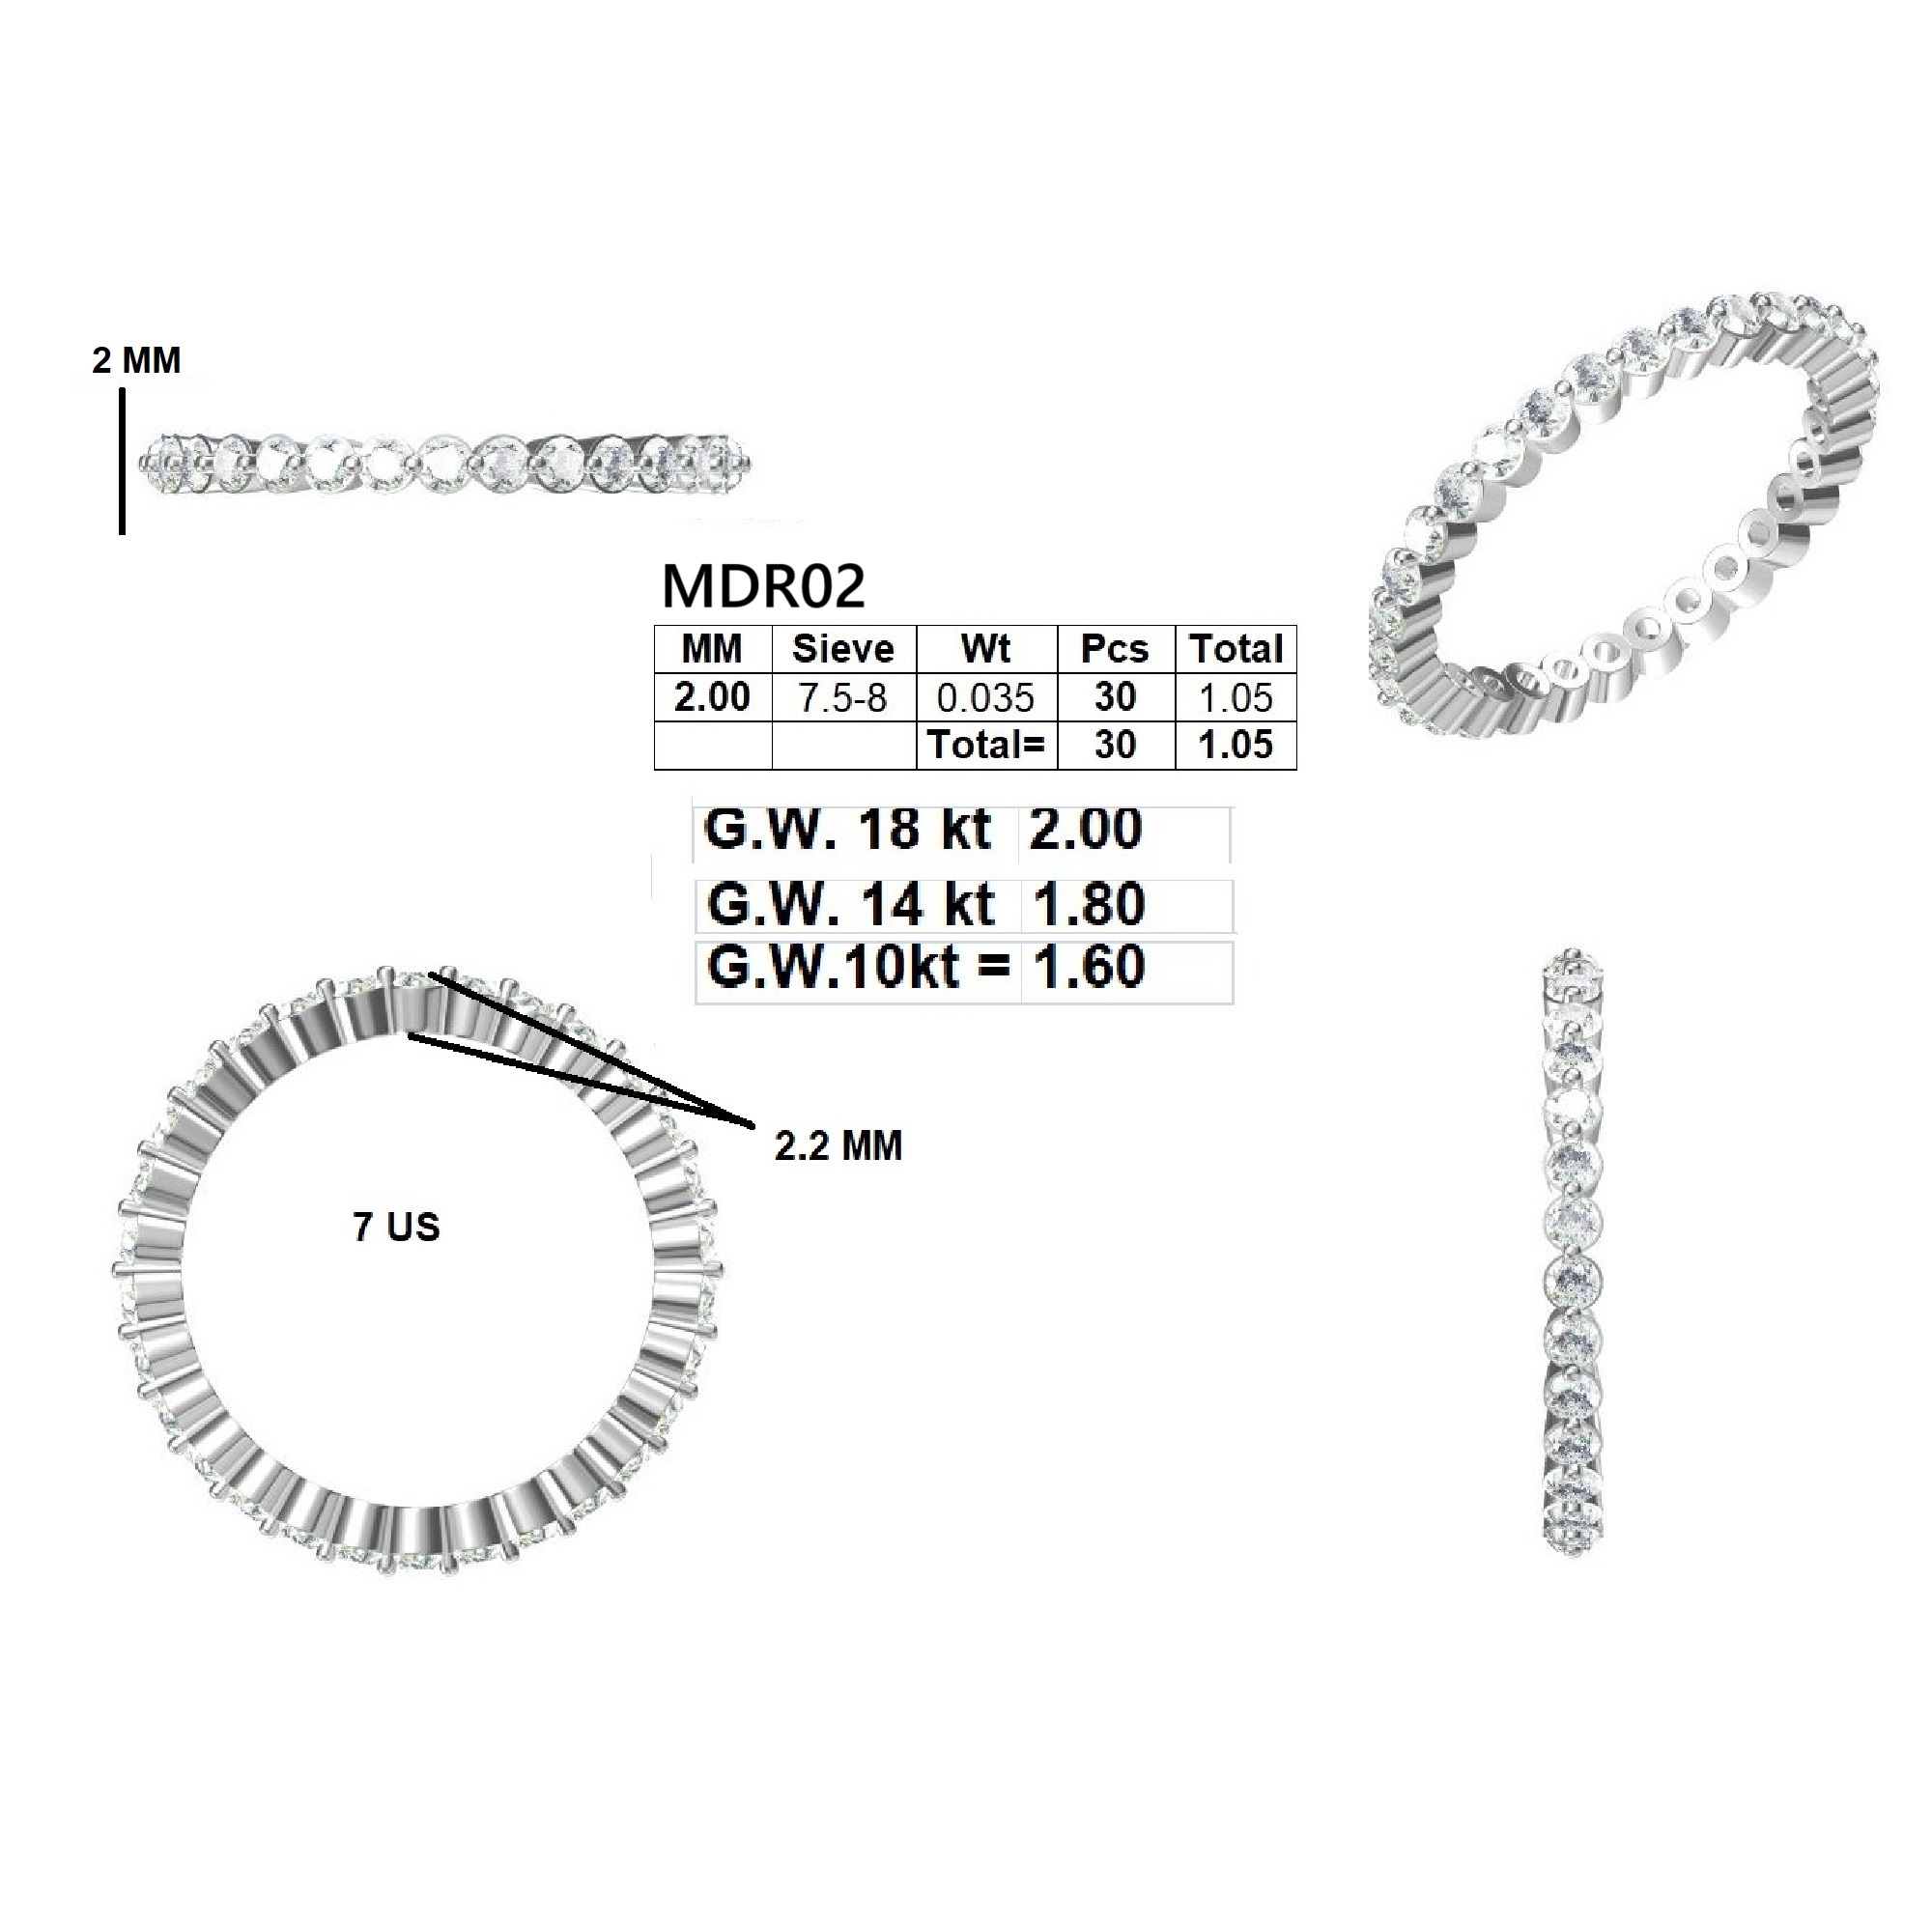 2 MM
MDR02
MM Sieve Wt Pcs Total
2.00 7.5-8 0.035 30 1.05
Total= 30 1.05
G.W. 18 kt 2.00
G.W. 14 kt 1.80
G.W.10kt = 1.60
2.2 MM
7 US